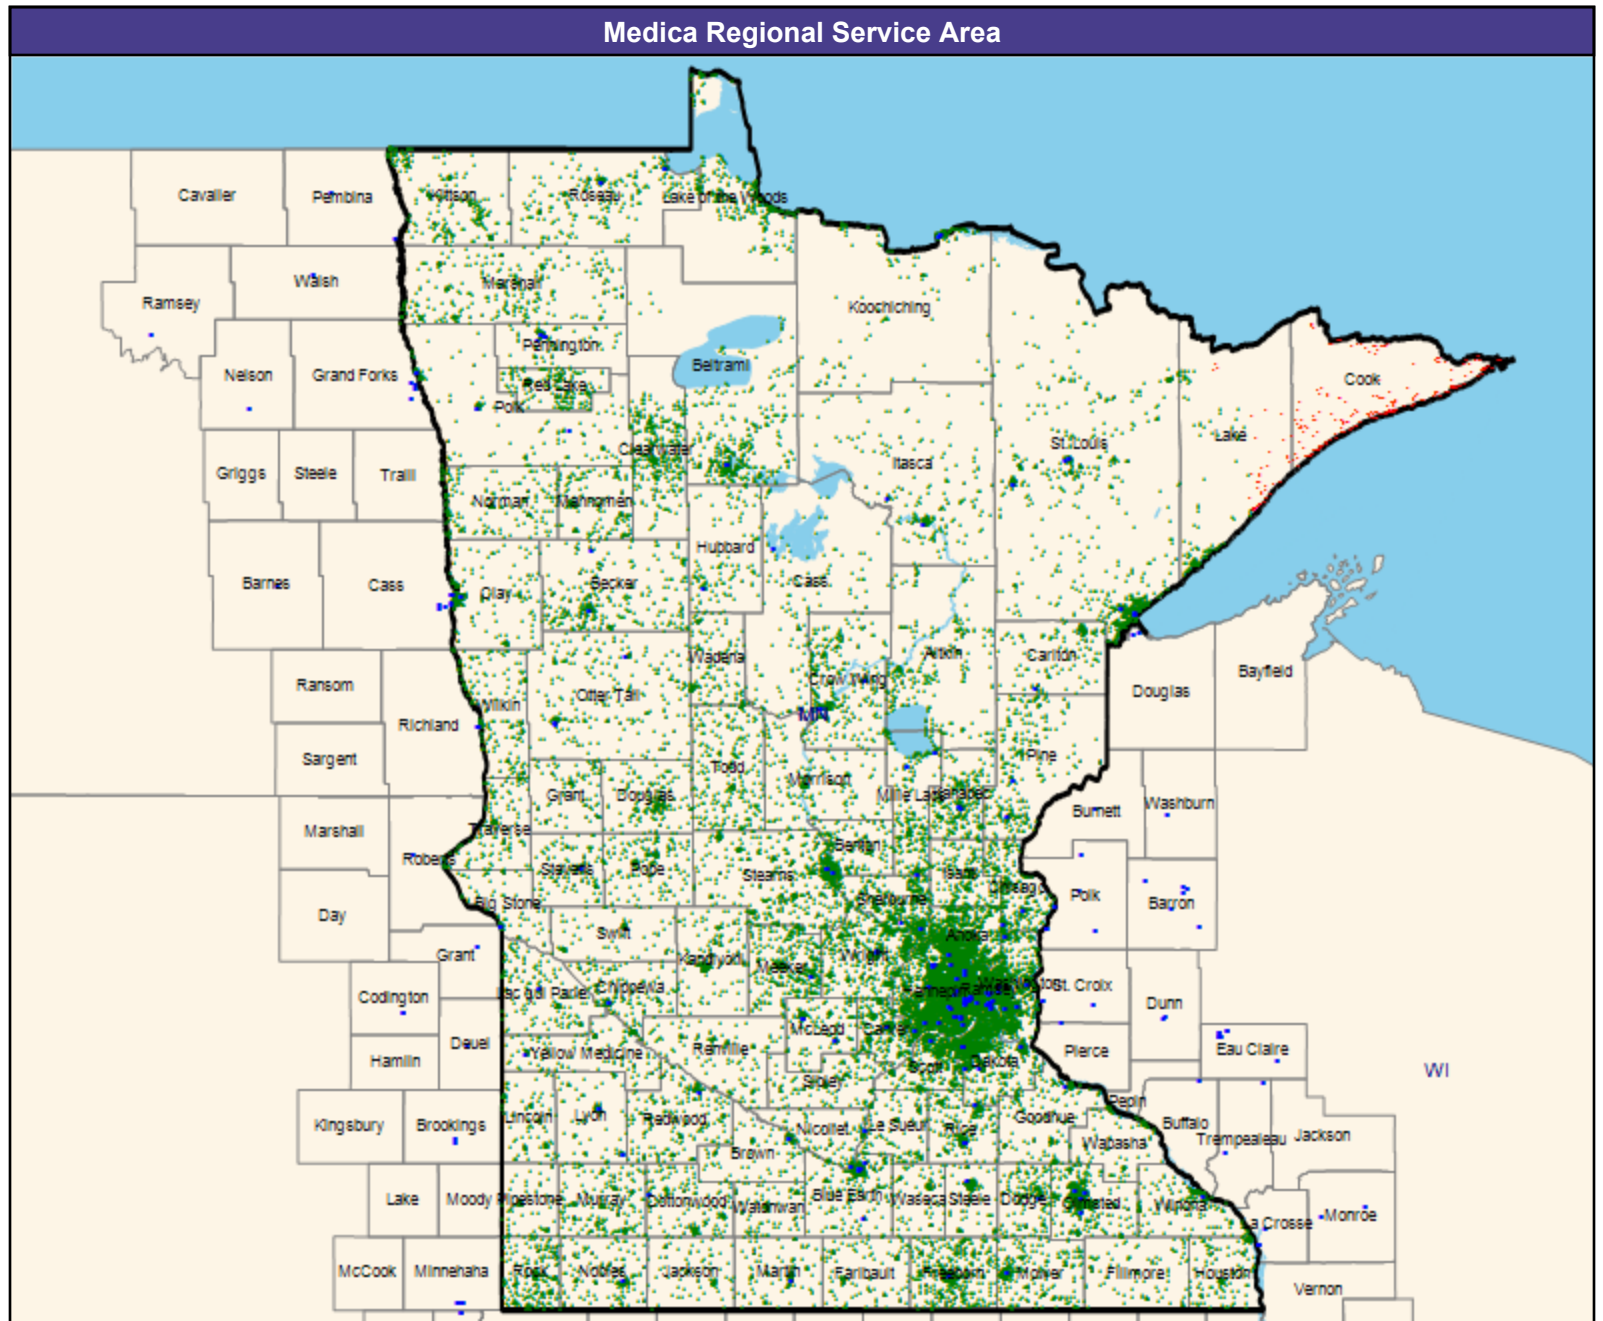 Medica Regional Service Area
Cavalier
Pembina
Kittson
Roseau
Lake of the Woods
Walsh
Marshall
Ramsey
Koochiching
Pennington
Beltrami
Nelson
Grand Forks
Red Lake
Cook
Polk
Lake
Clearwater
St. Louis
Itasca
Griggs
Steele
Traill
Norman
Mahnomen
Hubbard
Barnes
Cass
Clay
Becker
Cass
Wadena
Aitkin
Carlton
Ransom
Crow Wing
Bayfield
Otter Tail
Douglas
Wilkin
MN
Richland
Sargent
Pine
Todd
Morrison
Grant
Douglas
Mille Lacs
Kanabec
Burnett
Washburn
Marshall
Traverse
Roberts
Benton
Stevens
Pope
Stearns
Isanti
Chisago
Polk
Barron
Sherburne
Big Stone
Day
Swift
Anoka
Grant
Kandiyohi
Meeker
Wright
Codington
Lac qui Parle
Chippewa
Hennepin
Ramsey
Washington
St. Croix
Dunn
McLeod
Carver
Deuel
Yellow Medicine
Renville
Pierce
Eau Claire
Hamlin
Scott
Dakota
WI
Sibley
Pepin
Kingsbury
Brookings
Lincoln
Lyon
Redwood
Nicollet
Le Sueur
Rice
Goodhue
Buffalo
Trempealeau
Jackson
Wabasha
Brown
Lake
Moody
Pipestone
Murray
Cottonwood
Watonwan
Blue Earth
Waseca
Steele
Dodge
Olmsted
Winona
La Crosse
Monroe
McCook
Minnehaha
Rock
Nobles
Jackson
Martin
Faribault
Freeborn
Mower
Fillmore
Houston
Vernon